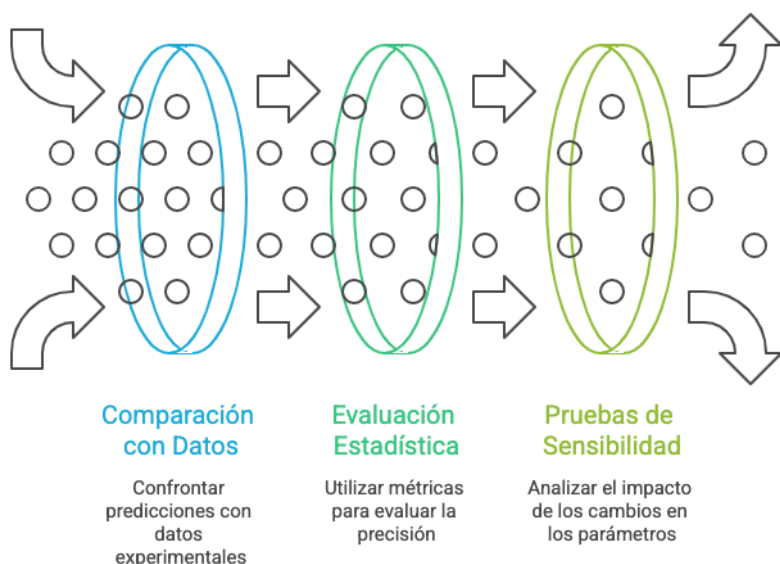 Comparación
con Datos
Confrontar
predicciones con
datos
experimentales
Evaluación
Estadística
Utilizar métricas
para evaluar la
precisión
Pruebas de
Sensibilidad
Analizar el impacto
de los cambios en
los parámetros